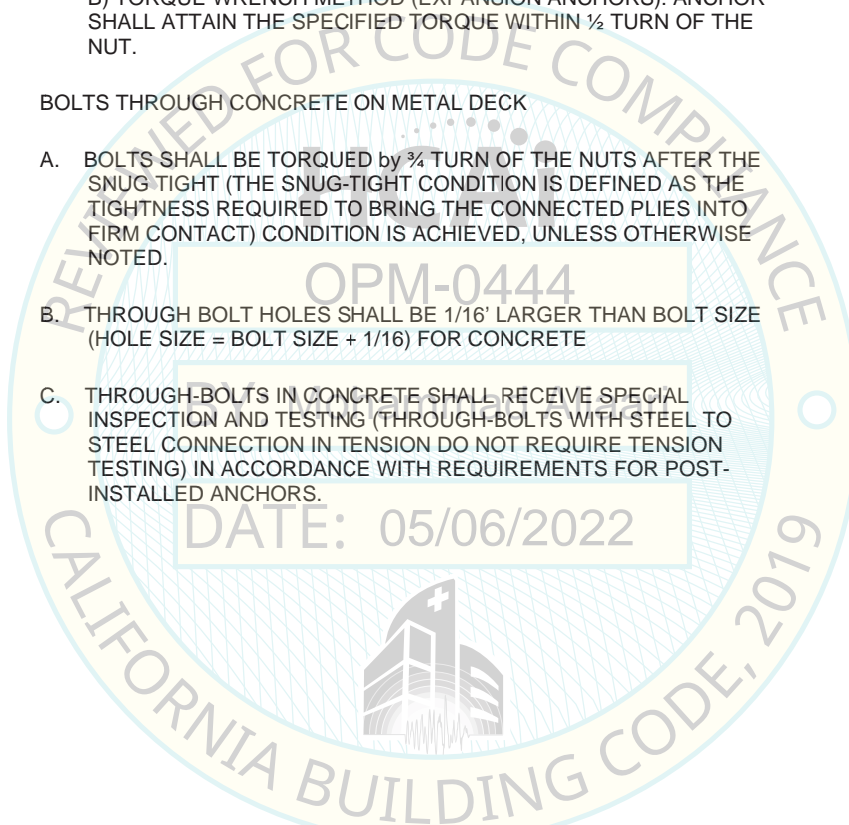 B) TORQUE WRENCH METHOD (EXPANSION ANCHORS): ANCHOR
SHALL ATTAIN THE SPECIFIED TORQUE WITHIN ½ TURN OF THE
NUT.
BOLTS THROUGH CONCRETE ON METAL DECK
A. BOLTS SHALL BE TORQUED by ¾ TURN OF THE NUTS AFTER THE
SNUG TIGHT (THE SNUG-TIGHT CONDITION IS DEFINED AS THE
TIGHTNESS REQUIRED TO BRING THE CONNECTED PLIES INTO
FIRM CONTACT) CONDITION IS ACHIEVED, UNLESS OTHERWISE
NOTED.
B. THROUGH BOLT HOLES SHALL BE 1/16' LARGER THAN BOLT SIZE
(HOLE SIZE = BOLT SIZE + 1/16) FOR CONCRETE
C. THROUGH-BOLTS IN CONCRETE SHALL RECEIVE SPECIAL
INSPECTION AND TESTING (THROUGH-BOLTS WITH STEEL TO
STEEL CONNECTION IN TENSION DO NOT REQUIRE TENSION
TESTING) IN ACCORDANCE WITH REQUIREMENTS FOR POST-
INSTALLED ANCHORS.
REVIEWED FOR CODE COMPLIANCE
HCAi
OPM-0444
BY: Mohammad Aliaari
DATE: 05/06/2022
CALIFORNIA BUILDING CODE, 2019